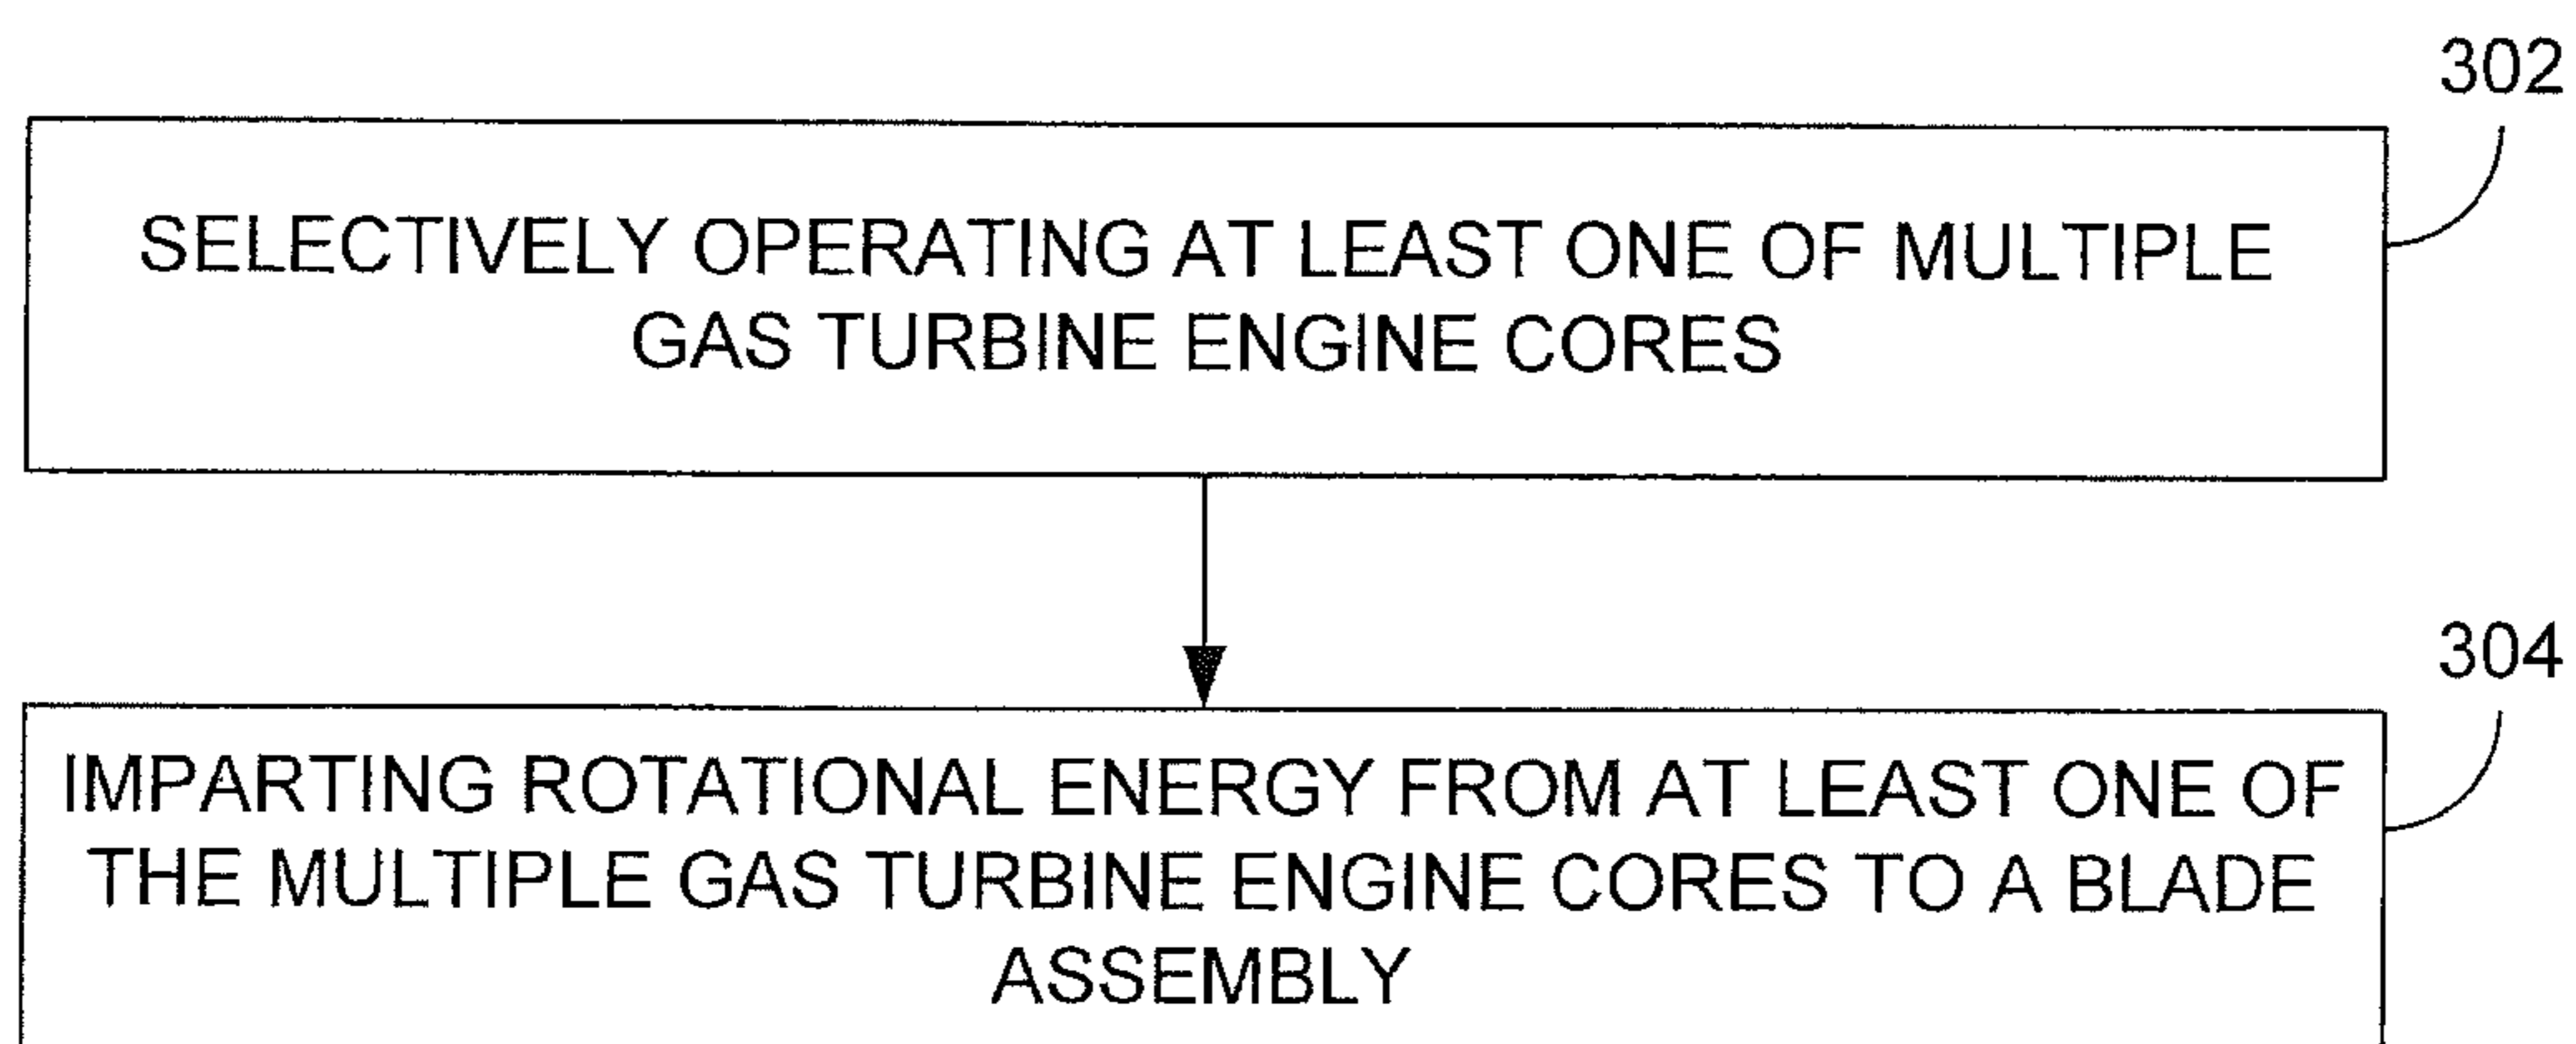 302
SELECTIVELY OPERATING AT LEAST ONE OF MULTIPLE
GAS TURBINE ENGINE CORES
304
IMPARTING ROTATIONAL ENERGY FROM AT LEAST ONE OF
THE MULTIPLE GAS TURBINE ENGINE CORES TO A BLADE
ASSEMBLY